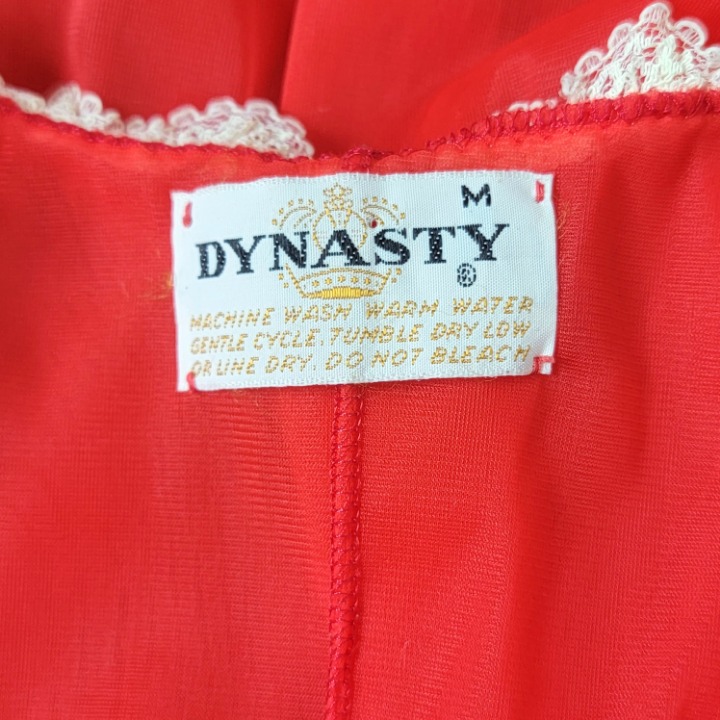 M
DYNASTY®
MACHINE WASH WARM WATER
GENTLE CYCLE. TUMBLE DRY LOW
OR LINE DRY. DO NOT BLEACH